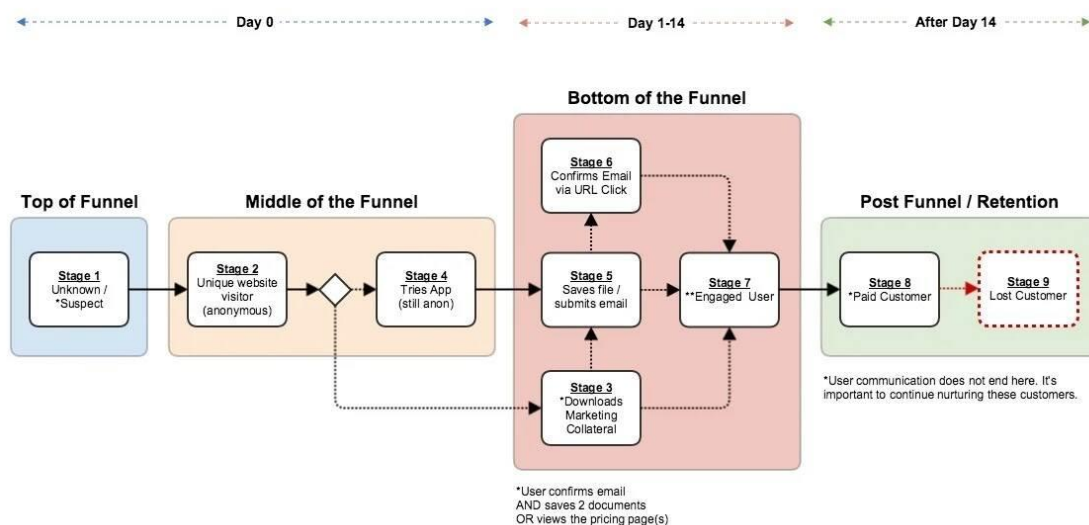 Day 0
Day 1-14
After Day 14
Bottom of the Funnel
Stage 6
Confirms Email
via URL Click
Top of Funnel
Middle of the Funnel
Post Funnel / Retention
Stage 1
Unknown /
*Suspect
Stage 2
Unique website
visitor
(anonymous)
Stage 4
Tries App
(still anon)
Stage 5
Saves file /
submits email
Stage 7
**Engaged User
Stage 8
*Paid Customer
Stage 9
Lost Customer
Stage 3
*Downloads
Marketing
Collateral
*User communication does not end here. It's
important to continue nurturing these customers.
*User confirms email
AND saves 2 documents
OR views the pricing page(s)